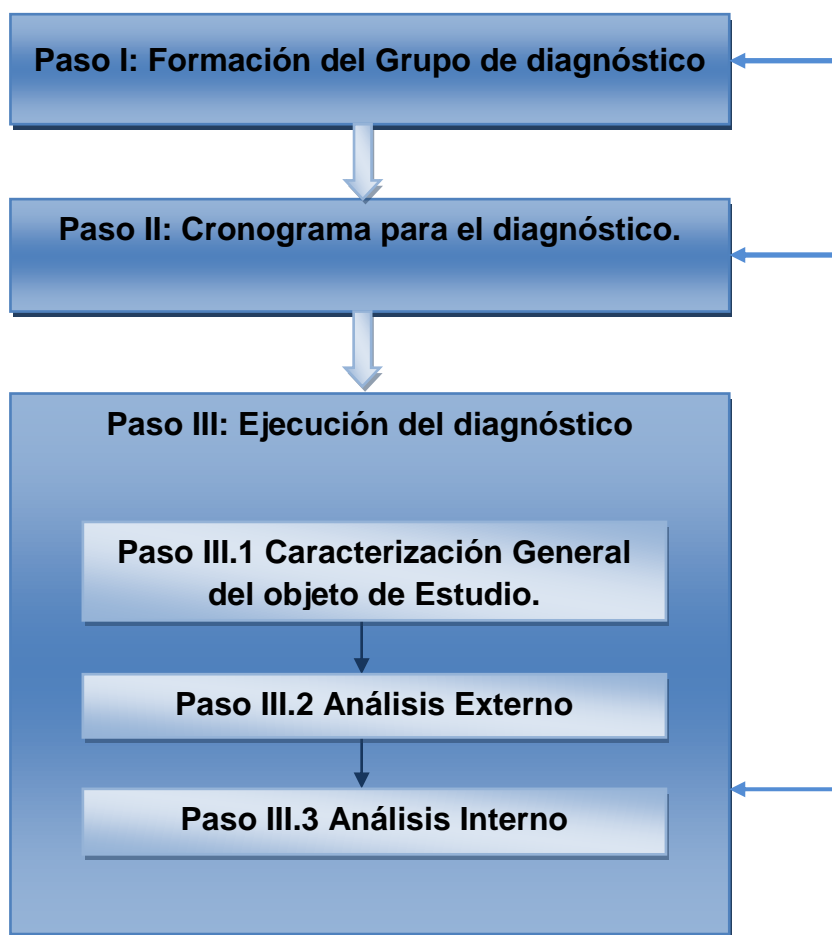 Paso I: Formación del Grupo de diagnóstico
Paso II: Cronograma para el diagnóstico.
Paso III: Ejecución del diagnóstico
Paso III.1 Caracterización General
del objeto de Estudio.
Paso III.2 Análisis Externo
Paso III.3 Análisis Interno